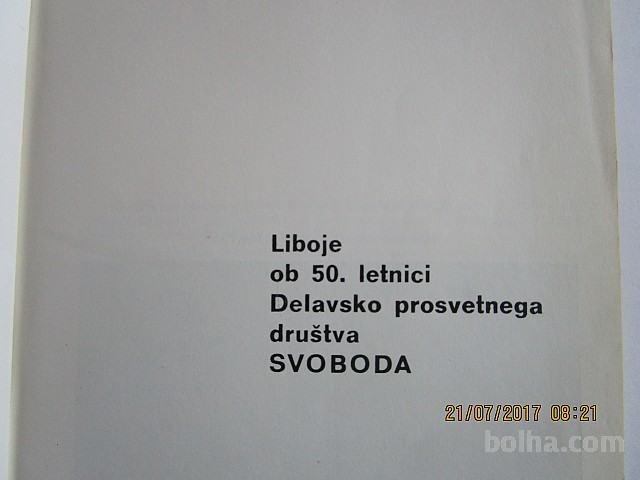 Liboje
ob 50. letnici
Delavsko prosvetnega
društva
SVOBODA
21/07/2017 08:21
bolha.com